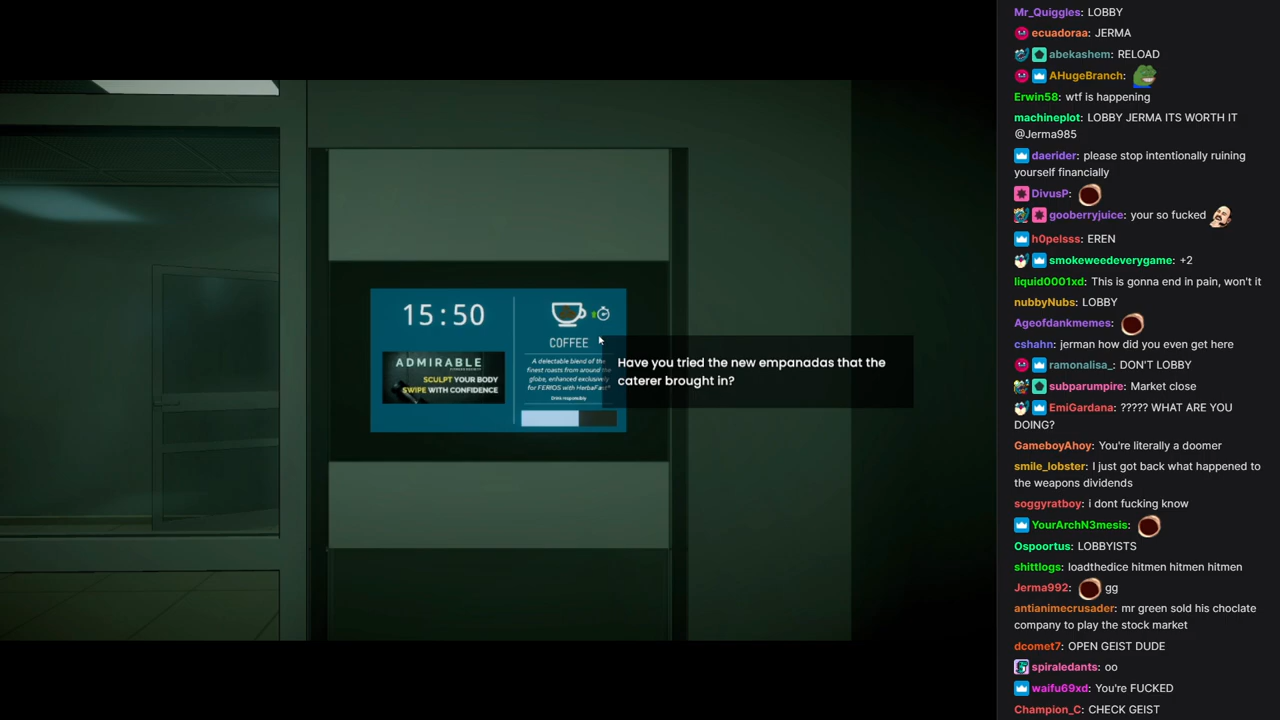 15:50
ADMIRABLE
SCULPT YOUR BODY
SWIPE WITH CONFIDENCE
COFFEE
A delectable blend of the
finest roasts from around the
globe, enhanced exclusively
for FERIOS with HerbaFast*
Drink responsibly
Have you tried the new empanadas that the
caterer brought in?
Mr_Quiggles: LOBBY
ecuadoraa: JERMA
abekashem: RELOAD
AHugeBranch:
Erwin58: wtf is happening
machineplot: LOBBY JERMA ITS WORTH IT
@Jerma985
daerider: please stop intentionally ruining
yourself financially
DivusP:
gooberryjuice: your so fucked
h0pelsss: EREN
smokeweedeverygame: +2
liquid0001xd: This is gonna end in pain, won't it
nubbyNubs: LOBBY
Ageofdankmemes:
cshahn: jerman how did you even get here
ramonalisa_: DON'T LOBBY
subparumpire: Market close
EmiGardana: ????? WHAT ARE YOU
DOING?
GameboyAhoy: You're literally a doomer
smile_lobster: I just got back what happened to
the weapons dividends
soggyratboy: i dont fucking know
YourArchN3mesis:
Ospoortus: LOBBYISTS
shittlogs: loadthedice hitmen hitmen hitmen
Jerma992: gg
antianimecrusader: mr green sold his choclate
company to play the stock market
dcomet7: OPEN GEIST DUDE
spiraledants: oo
waifu69xd: You're FUCKED
Champion_C: CHECK GEIST